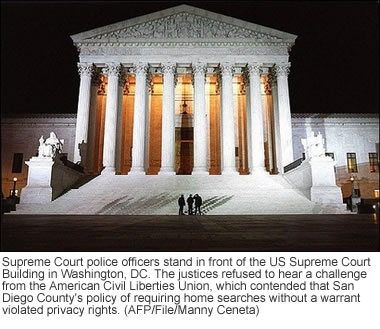 Supreme Court police officers stand in front of the US Supreme Court
Building in Washington, DC. The justices refused to hear a challenge
from the American Civil Liberties Union, which contended that San
Diego County's policy of requiring home searches without a warrant
violated privacy rights. (AFP/File/Manny Ceneta)